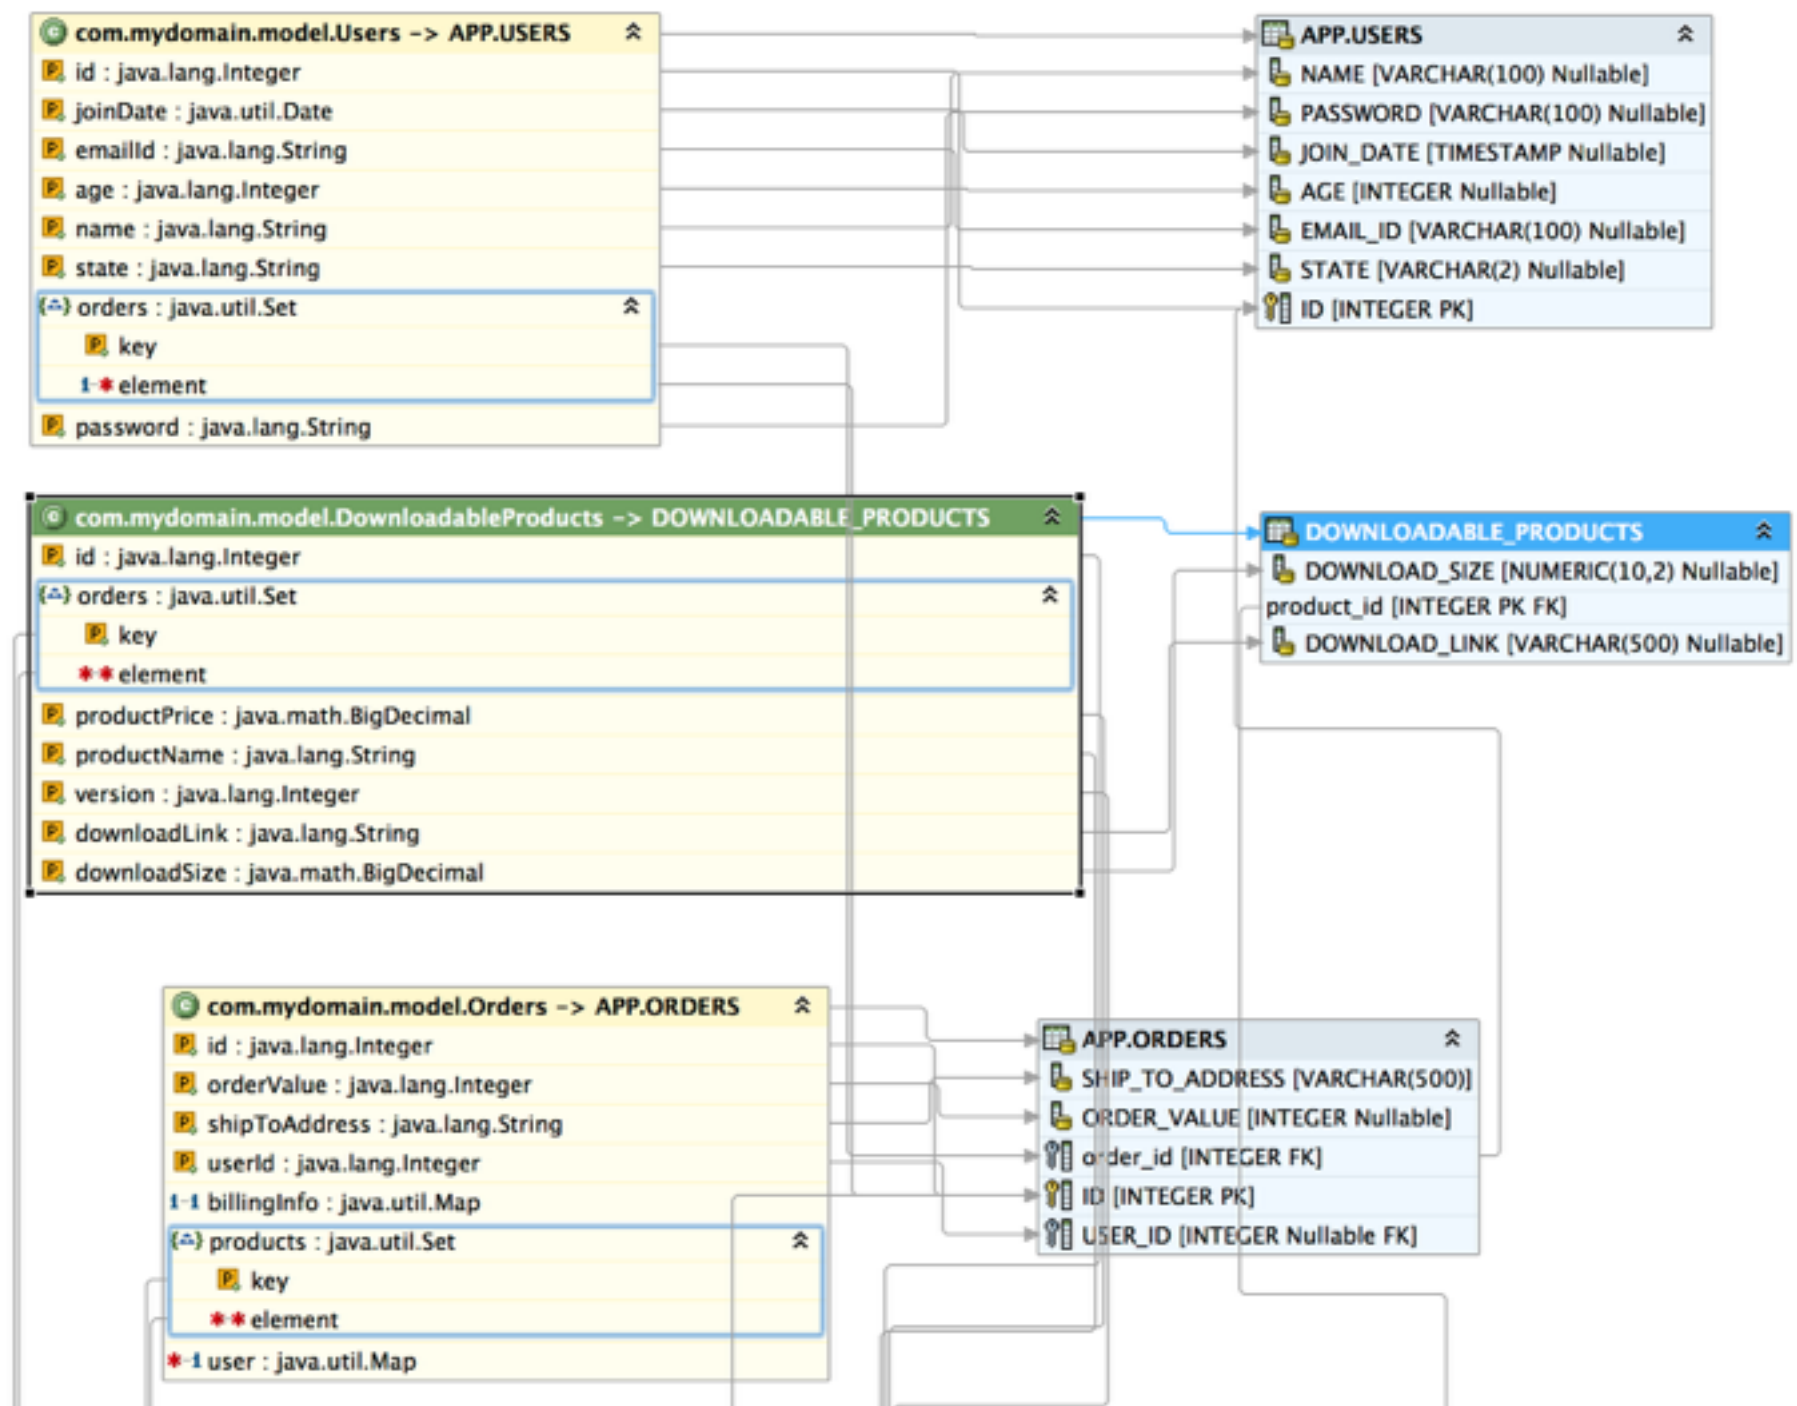 com.mydomain.model.Users -> APP.USERS
id : java.lang.Integer
joinDate : java.util.Date
emailId : java.lang.String
age : java.lang.Integer
name : java.lang.String
state : java.lang.String
orders : java.util.Set
key
1-* element
password : java.lang.String
APP.USERS
NAME [VARCHAR(100) Nullable]
PASSWORD [VARCHAR(100) Nullable]
JOIN_DATE [TIMESTAMP Nullable]
AGE [INTEGER Nullable]
EMAIL_ID [VARCHAR(100) Nullable]
STATE [VARCHAR(2) Nullable]
ID [INTEGER PK]
com.mydomain.model.DownloadableProducts -> DOWNLOADABLE_PRODUCTS
id : java.lang.Integer
orders : java.util.Set
key
** element
productPrice : java.math.BigDecimal
productName : java.lang.String
version : java.lang.Integer
downloadLink : java.lang.String
downloadSize : java.math.BigDecimal
DOWNLOADABLE_PRODUCTS
DOWNLOAD_SIZE [NUMERIC(10,2) Nullable]
product_id [INTEGER PK FK]
DOWNLOAD_LINK [VARCHAR(500) Nullable]
com.mydomain.model.Orders -> APP.ORDERS
id : java.lang.Integer
orderValue : java.lang.Integer
shipToAddress : java.lang.String
userId : java.lang.Integer
1-1 billingInfo : java.util.Map
products : java.util.Set
key
** element
*-1 user : java.util.Map
APP.ORDERS
SHIP_TO_ADDRESS [VARCHAR(500)]
ORDER_VALUE [INTEGER Nullable]
order_id [INTEGER FK]
ID [INTEGER PK]
USER_ID [INTEGER Nullable FK]